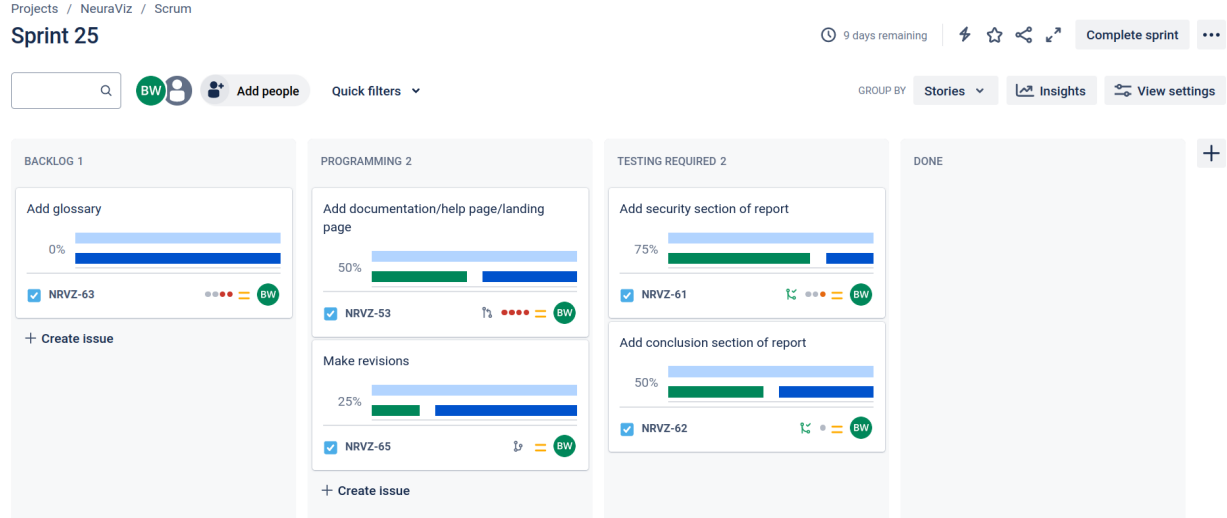 Projects / NeuraViz / Scrum
Sprint 25
9 days remaining
Complete sprint
BW
Add people
Quick filters
GROUP BY
Stories
Insights
View settings
BACKLOG 1
Add glossary
0%
NRVZ-63
BW
+ Create issue
PROGRAMMING 2
Add documentation/help page/landing
page
50%
NRVZ-53
BW
Make revisions
25%
NRVZ-65
BW
+ Create issue
TESTING REQUIRED 2
Add security section of report
75%
NRVZ-61
BW
Add conclusion section of report
50%
NRVZ-62
BW
DONE